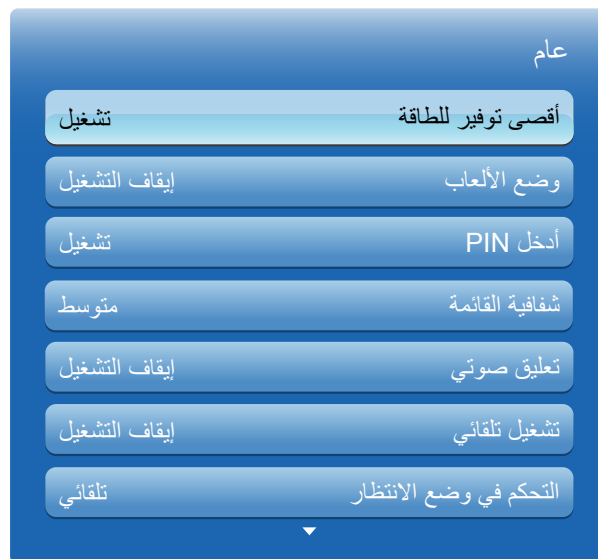 عام
أقصى توفير للطاقة تشغيل
وضع الألعاب إيقاف التشغيل
أدخل PIN تشغيل
شفافية القائمة متوسط
تعليق صوتي إيقاف التشغيل
تشغيل تلقائي إيقاف التشغيل
التحكم في وضع الانتظار تلقائي